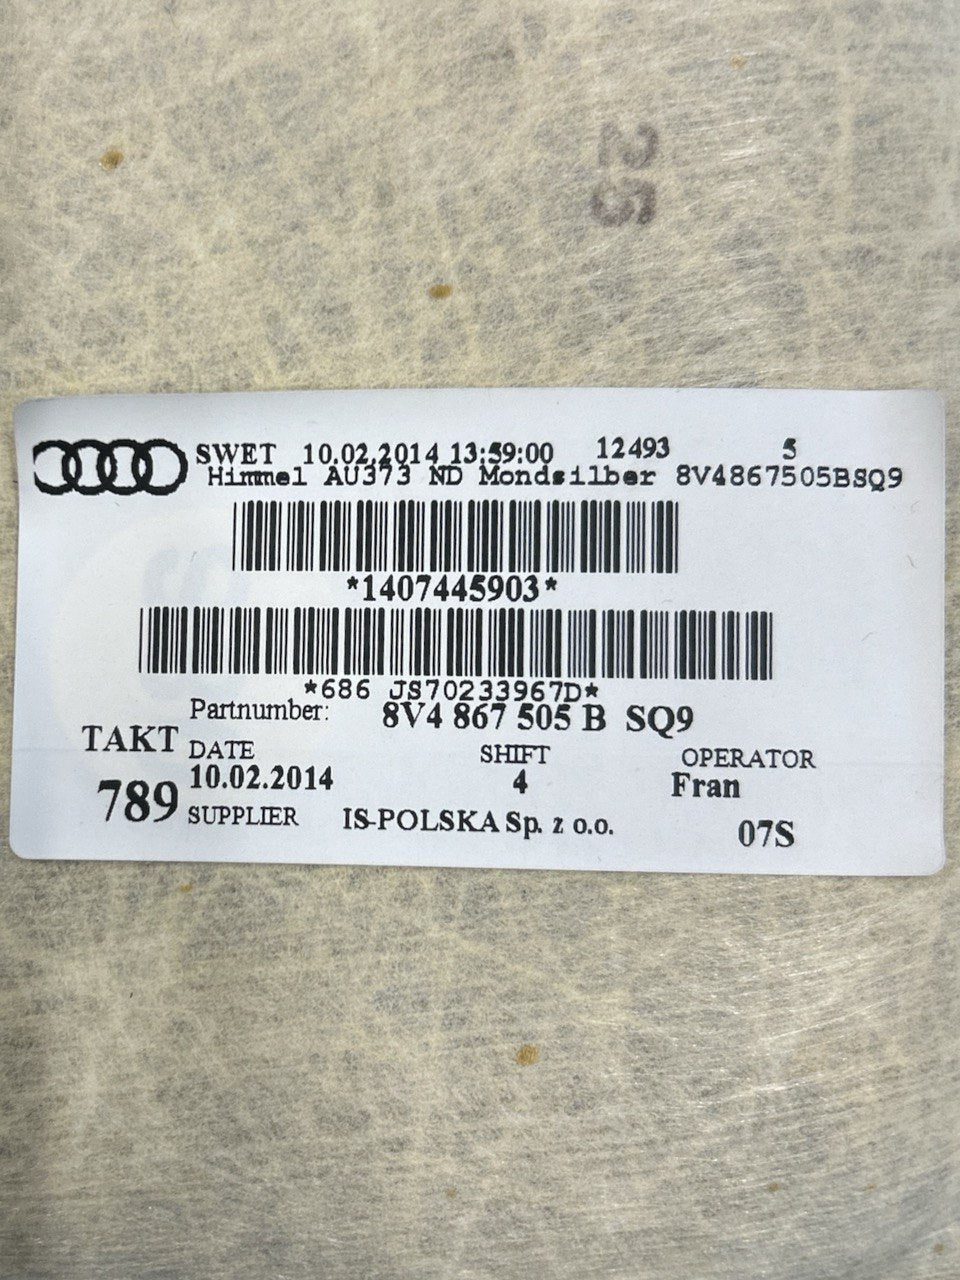 25
SWET 10.02.2014 13:59:00 12493 5
Himmel AU373 ND Mondsilber 8V4867505BSQ9
*1407445903*
*686 JS70233967D*
Partnumber: 8V4 867 505 B SQ9
TAKT DATE SHIFT OPERATOR
789 10.02.2014 4 Fran
SUPPLIER IS-POLSKA Sp. z o.o. 07S